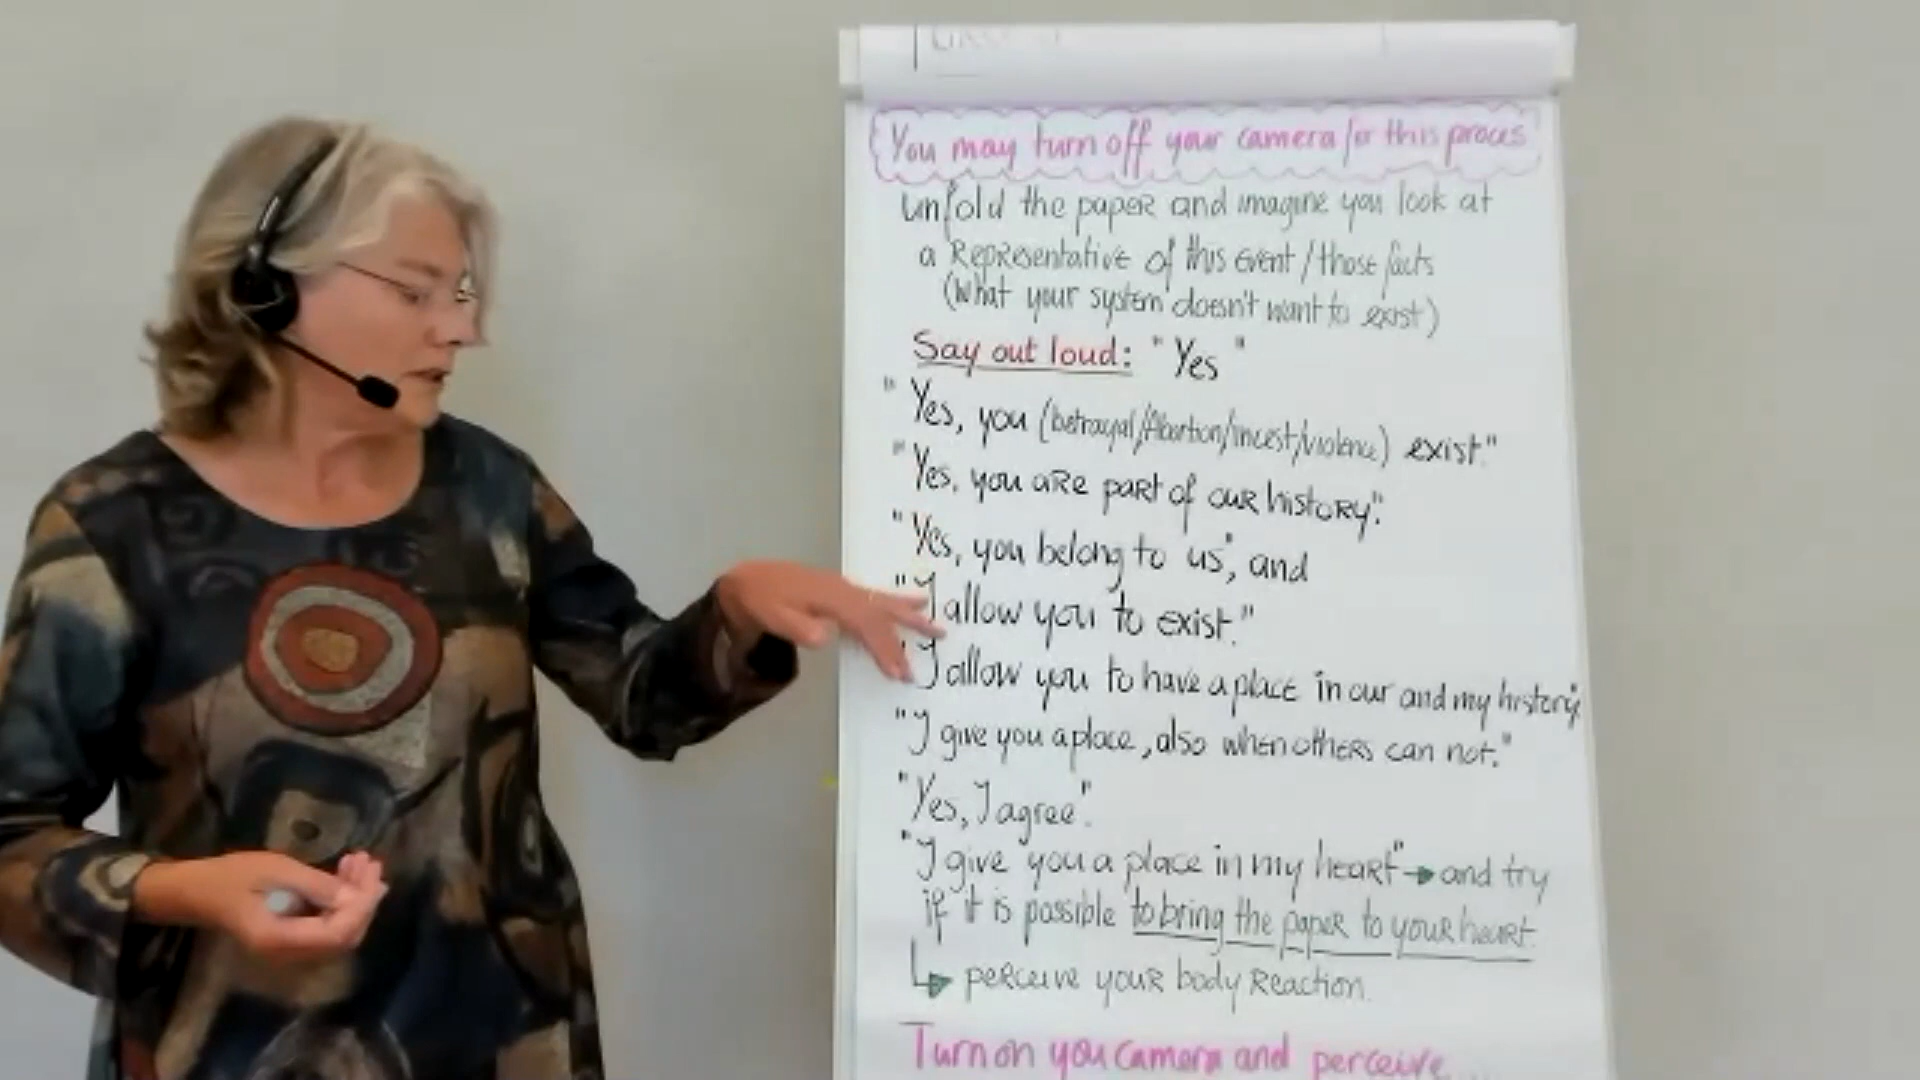 You may turn off your camera for this proces
unfold the paper and imagine you look at
a Representative of this event / those facts
(What your system doesn't want to exist)
Say out loud: "Yes"
"Yes, you (betrayal/Abortion/incest/violence) exist."
"Yes, you are part of our history".
"Yes, you belong to us", and
"I allow you to exist."
"I allow you to have a place in our and my history".
"I give you a place, also when others can not."
"Yes, I agree".
"I give you a place in my heart" → and try
if it is possible to bring the paper to your heart.
↳ perceive your body Reaction.
Turn on you camera and perceive...